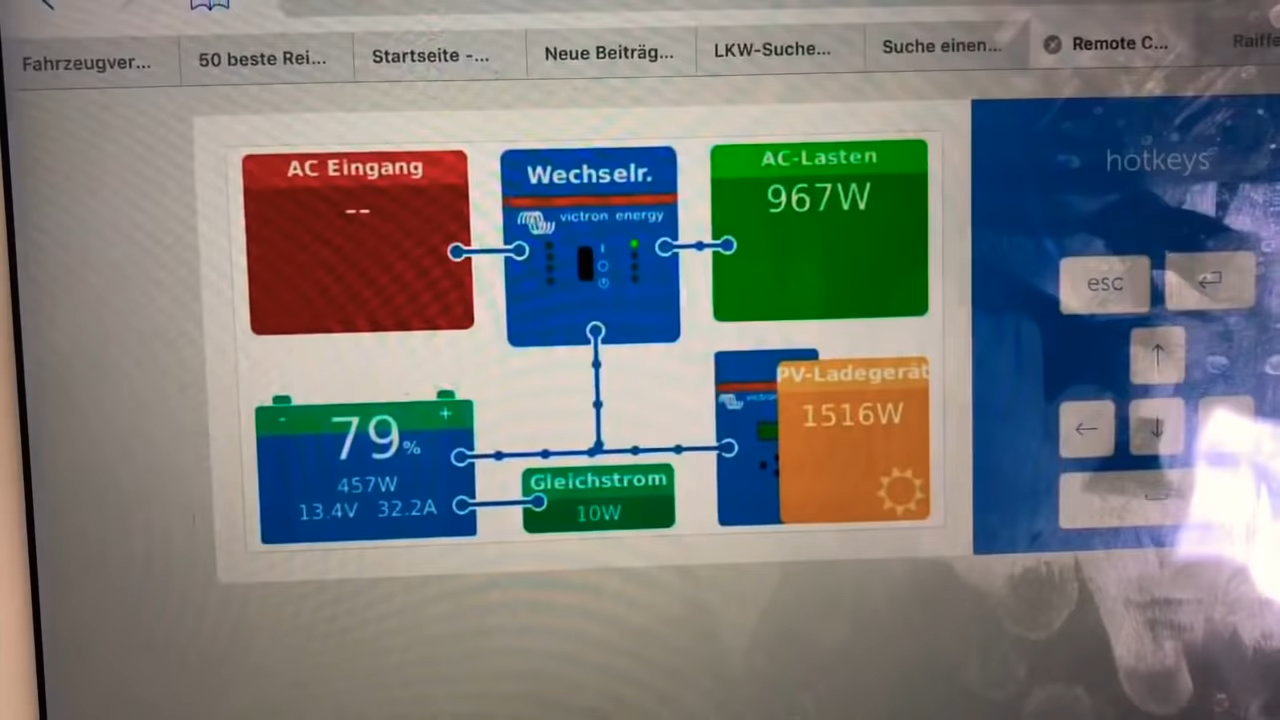 Fahrzeugver...
50 beste Rei...
Startseite -...
Neue Beiträg...
LKW-Suche...
Suche einen...
Remote C...
Raiffe
AC Eingang
--
Wechselr.
victron energy
AC-Lasten
967W
hotkeys
esc
79%
457W
13.4V 32.2A
Gleichstrom
10W
PV-Ladegerät
1516W